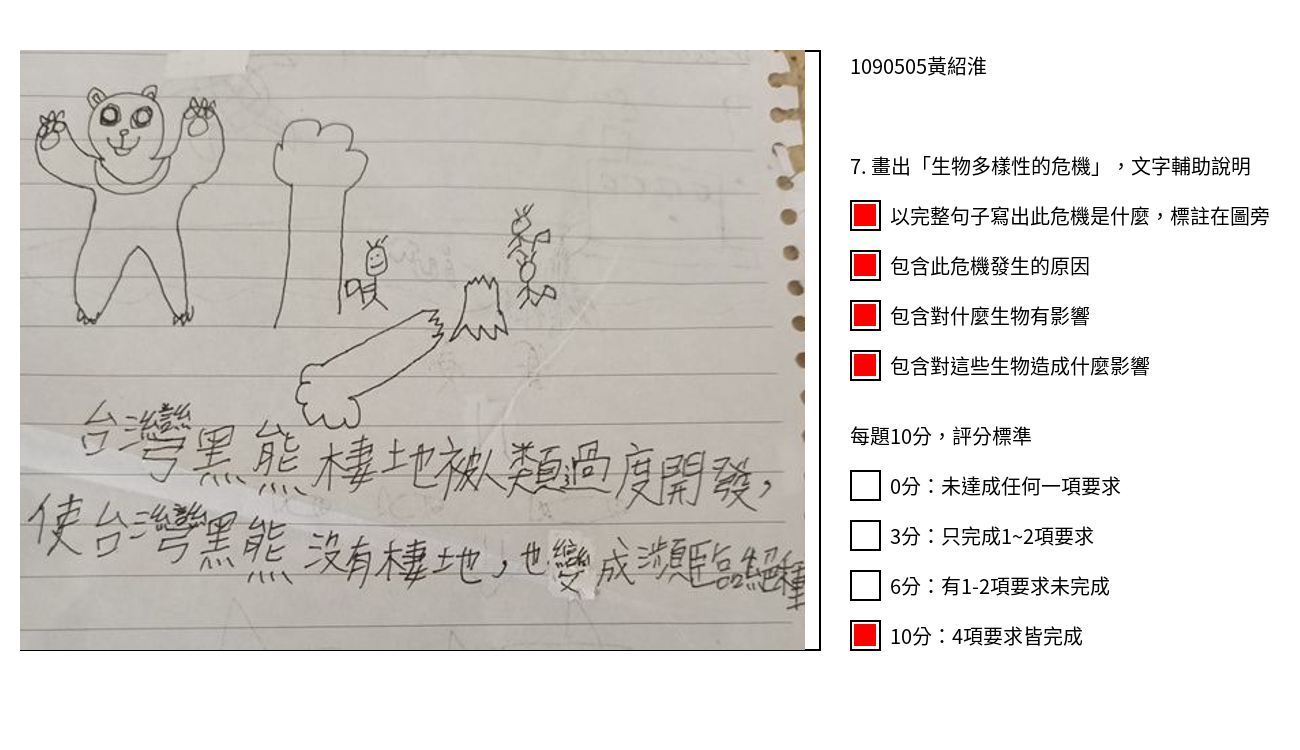 台灣黑熊棲地被人類過度開發，
使台灣黑熊沒有棲地，也變成瀕臨絕種
1090505黃紹淮
7. 畫出「生物多樣性的危機」，文字輔助說明
以完整句子寫出此危機是什麼，標註在圖旁
包含此危機發生的原因
包含對什麼生物有影響
包含對這些生物造成什麼影響
每題10分，評分標準
0分：未達成任何一項要求
3分：只完成1~2項要求
6分：有1-2項要求未完成
10分：4項要求皆完成